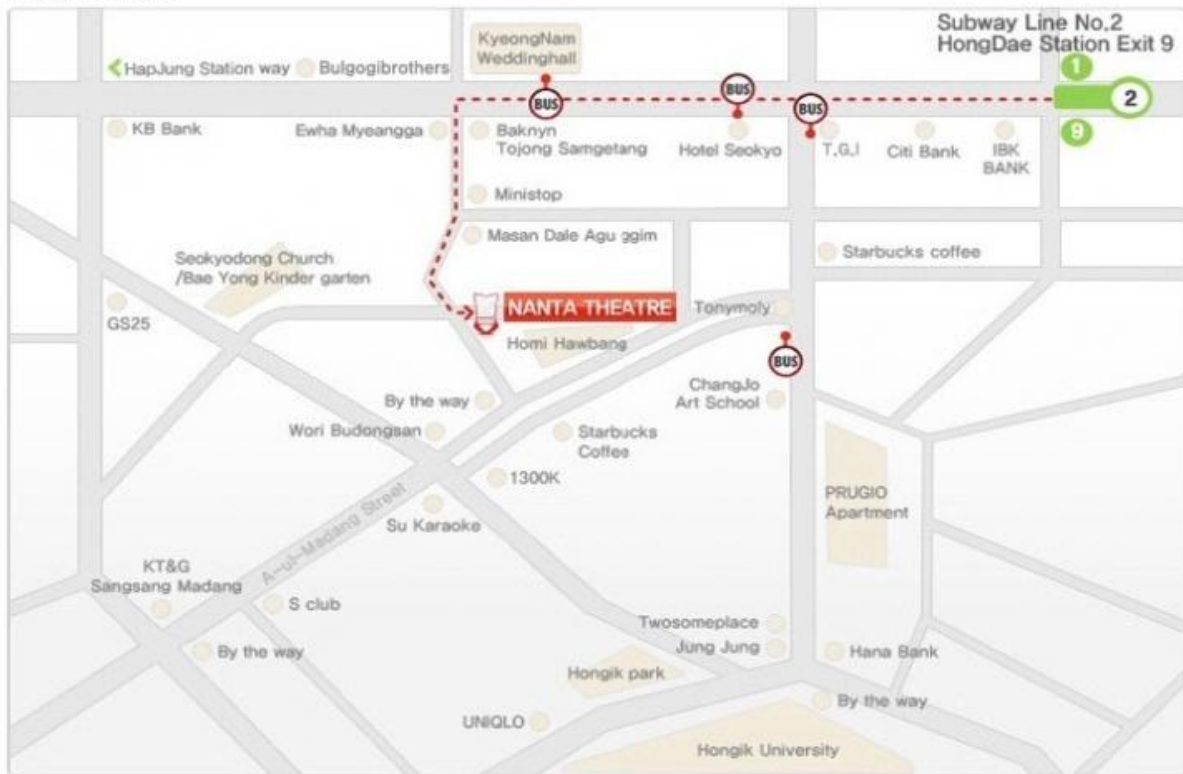 Subway Line No.2
HongDae Station Exit 9
KyeongNam
Weddinghall
HapJung Station way
Bulgogibrothers
1
BUS
BUS
BUS
2
KB Bank
Ewha Myeangga
Baknyn
Tojong Samgetang
Hotel Seokyo
T.G.I
Citi Bank
IBK
BANK
9
Ministop
Masan Dale Agu ggim
Starbucks coffee
Seokyodong Church
/Bae Yong Kinder garten
GS25
NANTA THEATRE
Tonymoly
Homi Hawbang
BUS
ChangJo
Art School
By the way
Wori Budongsan
Starbucks
Coffee
1300K
Su Karaoke
A-ul-Madang Street
PRUGIO
Apartment
KT&G
Sangsang Madang
S club
By the way
Twosomeplace
Jung Jung
Hana Bank
Hongik park
By the way
UNIQLO
Hongik University